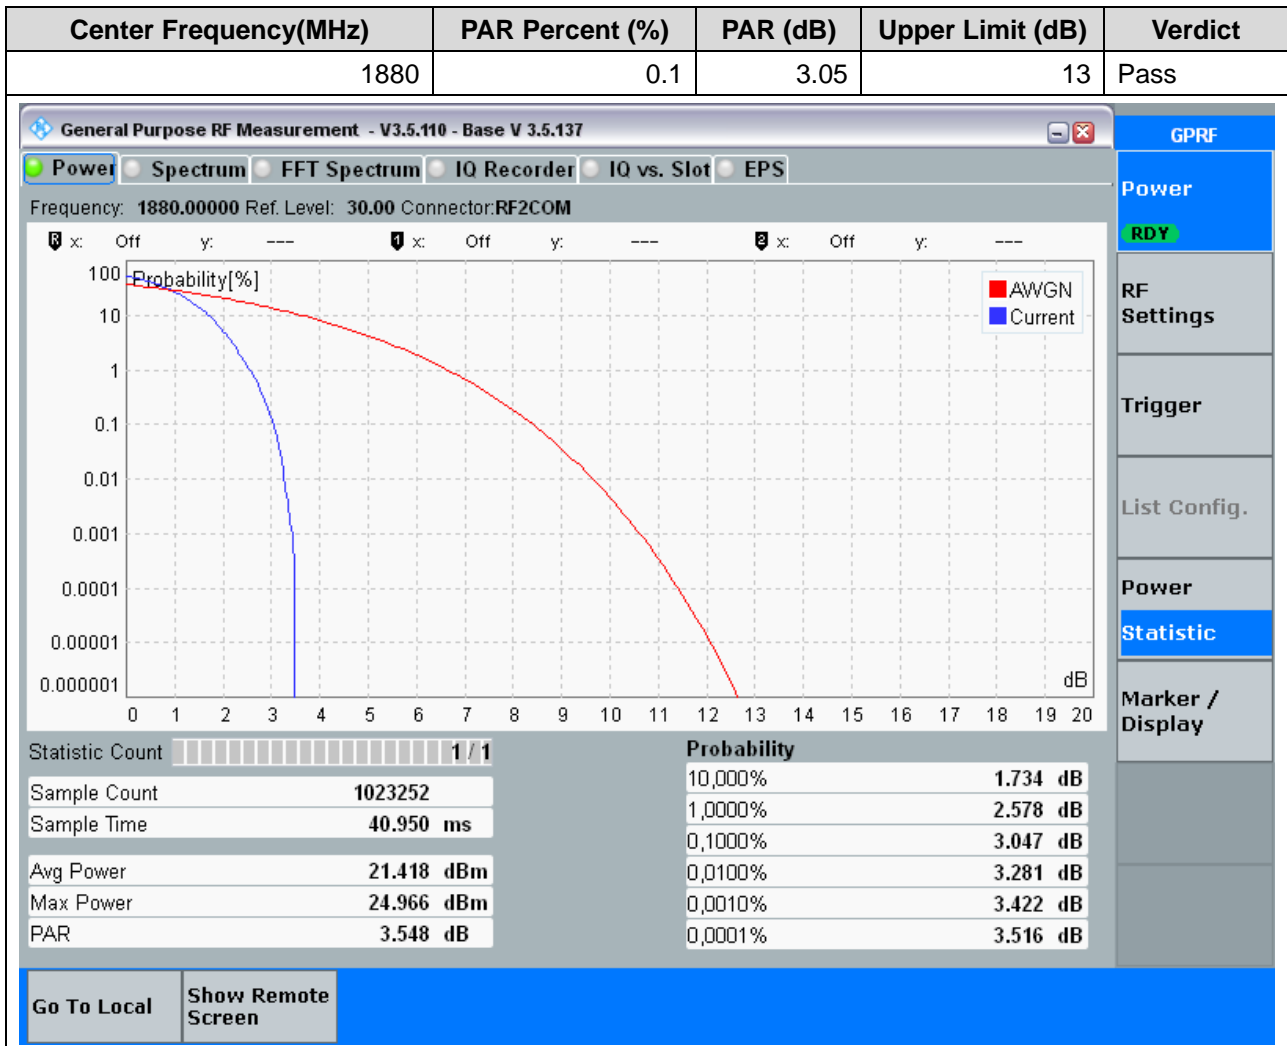 Center Frequency(MHz) PAR Percent (%) PAR (dB) Upper Limit (dB) Verdict
1880 0.1 3.05 13 Pass
General Purpose RF Measurement - V3.5.110 - Base V 3.5.137
GPRF
Power Spectrum FFT Spectrum IQ Recorder IQ vs. Slot EPS
Frequency: 1880.00000 Ref. Level: 30.00 Connector:RF2COM
R x: Off y: --- 1 x: Off y: --- 2 x: Off y: ---
Probability[%]
AWGN
Current
100
10
1
0.1
0.01
0.001
0.0001
0.00001
0.000001
dB
0 1 2 3 4 5 6 7 8 9 10 11 12 13 14 15 16 17 18 19 20
Statistic Count 1 / 1
Sample Count 1023252
Sample Time 40.950 ms
Avg Power 21.418 dBm
Max Power 24.966 dBm
PAR 3.548 dB
Probability
10,000% 1.734 dB
1,0000% 2.578 dB
0,1000% 3.047 dB
0,0100% 3.281 dB
0,0010% 3.422 dB
0,0001% 3.516 dB
Power
RDY
RF
Settings
Trigger
List Config.
Power
Statistic
Marker /
Display
Go To Local
Show Remote
Screen